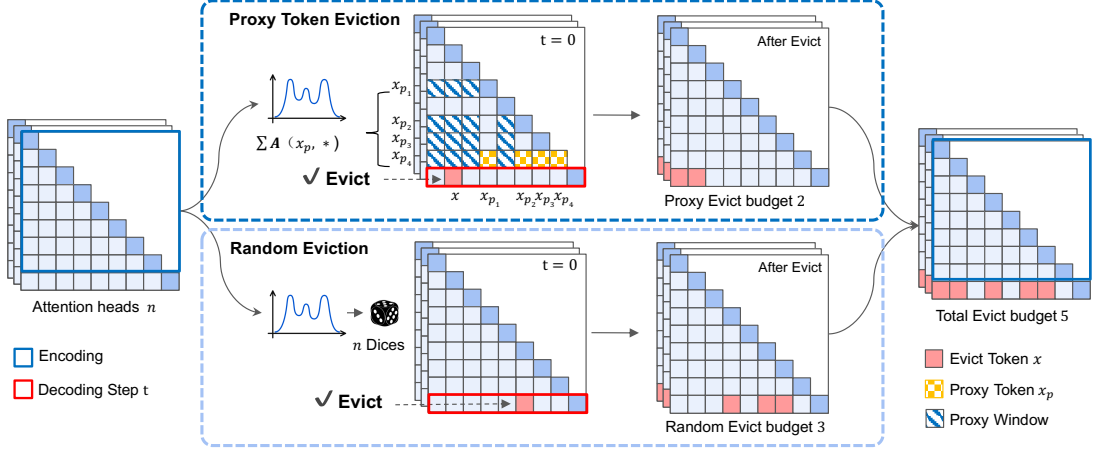 Proxy Token Eviction
t = 0
After Evict
x_{p_1}
x_{p_2}
x_{p_3}
x_{p_4}
∑ A (x_p, *)
✓ Evict
x x_{p_1} x_{p_2} x_{p_3} x_{p_4}
Proxy Evict budget 2
Attention heads n
Encoding
Decoding Step t
Random Eviction
t = 0
After Evict
n Dices
✓ Evict
Random Evict budget 3
Total Evict budget 5
Evict Token x
Proxy Token x_p
Proxy Window